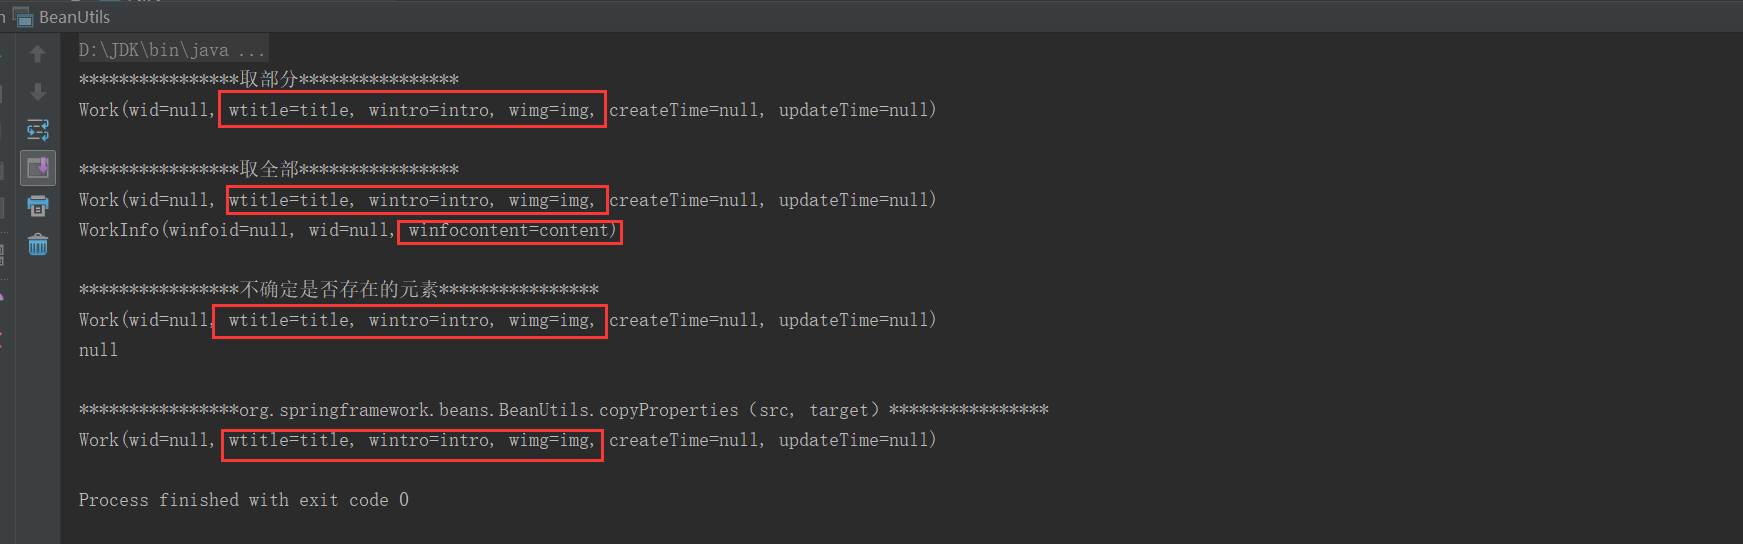 BeanUtils
D:\JDK\bin\java ...
****************取部分****************
Work(wid=null, wtitle=title, wintro=intro, wimg=img, createTime=null, updateTime=null)
****************取全部****************
Work(wid=null, wtitle=title, wintro=intro, wimg=img, createTime=null, updateTime=null)
WorkInfo(winfoid=null, wid=null, winfocontent=content)
****************不确定是否存在的元素****************
Work(wid=null, wtitle=title, wintro=intro, wimg=img, createTime=null, updateTime=null)
null
****************org.springframework.beans.BeanUtils.copyProperties（src, target）****************
Work(wid=null, wtitle=title, wintro=intro, wimg=img, createTime=null, updateTime=null)
Process finished with exit code 0